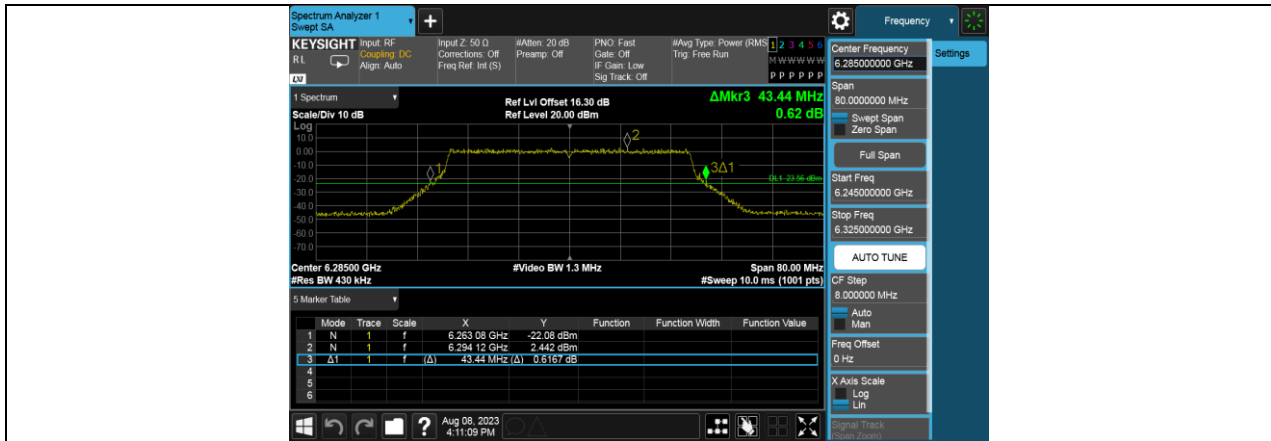 Spectrum Analyzer 1
Swept SA
Frequency
KEYSIGHT
Input: RF
Input Z: 50 Ω
#Atten: 20 dB
PNO: Fast
#Avg Type: Power (RMS
1 2 3 4 5 6
RL
Coupling: DC
Corrections: Off
Preamp: Off
Gate: Off
Trig: Free Run
M W W W W W
Align: Auto
Freq Ref: Int (S)
IF Gain: Low
P P P P P P
LXI
Sig Track: Off
1 Spectrum
Ref Lvl Offset 16.30 dB
ΔMkr3 43.44 MHz
Scale/Div 10 dB
Ref Level 20.00 dBm
0.62 dB
Log
10.0
0.00
-10.0
-20.0
-30.0
-40.0
-50.0
-60.0
-70.0
1
2
3Δ1
DL1 -23.56 dBm
Center 6.28500 GHz
#Video BW 1.3 MHz
Span 80.00 MHz
#Res BW 430 kHz
#Sweep 10.0 ms (1001 pts)
5 Marker Table
Mode Trace Scale X Y Function Function Width Function Value
1 N 1 f 6.263 08 GHz -22.08 dBm
2 N 1 f 6.294 12 GHz 2.442 dBm
3 Δ1 1 f (Δ) 43.44 MHz (Δ) 0.6167 dB
4
5
6
Aug 08, 2023
4:11:09 PM
Center Frequency
6.285000000 GHz
Settings
Span
80.0000000 MHz
Swept Span
Zero Span
Full Span
Start Freq
6.245000000 GHz
Stop Freq
6.325000000 GHz
AUTO TUNE
CF Step
8.000000 MHz
Auto
Man
Freq Offset
0 Hz
X Axis Scale
Log
Lin
Signal Track
(Span Zoom)